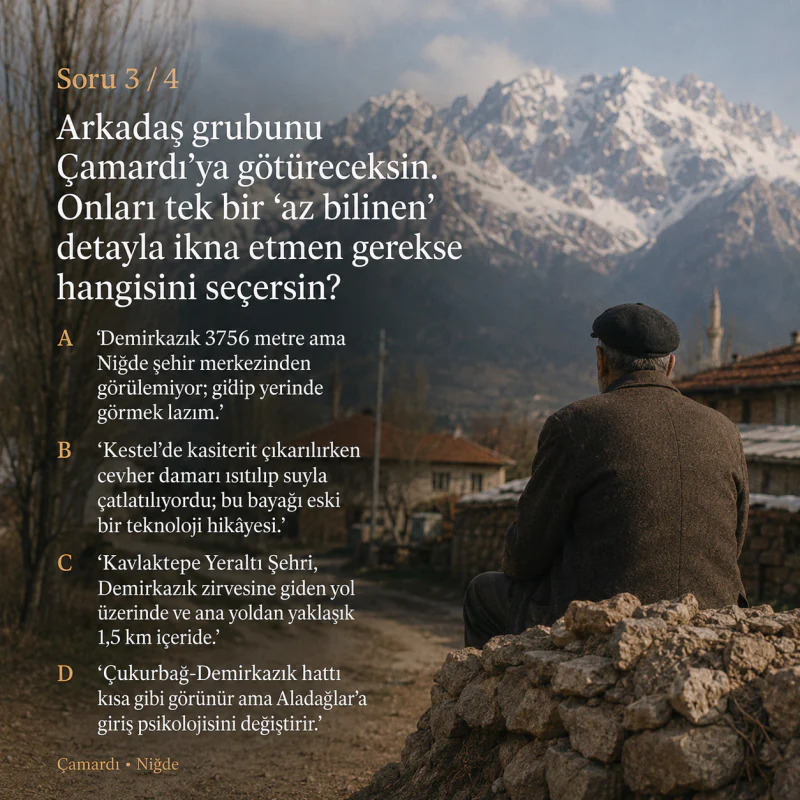 Soru 3 / 4
Arkadaş grubunu
Çamardı’ya götüreceksin.
Onları tek bir ‘az bilinen’
detayla ikna etmen gerekse
hangisini seçersin?
A ‘Demirkazık 3756 metre ama
Niğde şehir merkezinden
görülemiyor; gidip yerinde
görmek lazım.’
B ‘Kestel’de kasiterit çıkarılırken
cevher damarı ısıtılıp suyla
çatlatılıyordu; bu bayağı eski
bir teknoloji hikâyesi.’
C ‘Kavlaktepe Yeraltı Şehri,
Demirkazık zirvesine giden yol
üzerinde ve ana yoldan yaklaşık
1,5 km içeride.’
D ‘Çukurbağ-Demirkazık hattı
kısa gibi görünür ama Aladağlar’a
giriş psikolojisini değiştirir.’
Çamardı • Niğde